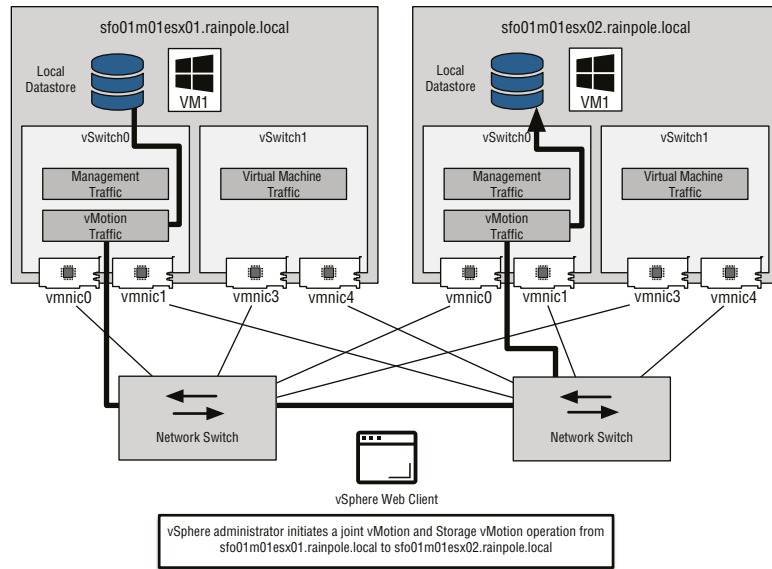 sfo01m01esx01.rainpole.local
Local
Datastore
VM1
vSwitch0
Management
Traffic
vMotion
Traffic
vSwitch1
Virtual Machine
Traffic
vmnic0
vmnic1
vmnic3
vmnic4
sfo01m01esx02.rainpole.local
Local
Datastore
VM1
vSwitch0
Management
Traffic
vMotion
Traffic
vSwitch1
Virtual Machine
Traffic
vmnic0
vmnic1
vmnic3
vmnic4
Network Switch
Network Switch
vSphere Web Client
vSphere administrator initiates a joint vMotion and Storage vMotion operation from
sfo01m01esx01.rainpole.local to sfo01m01esx02.rainpole.local